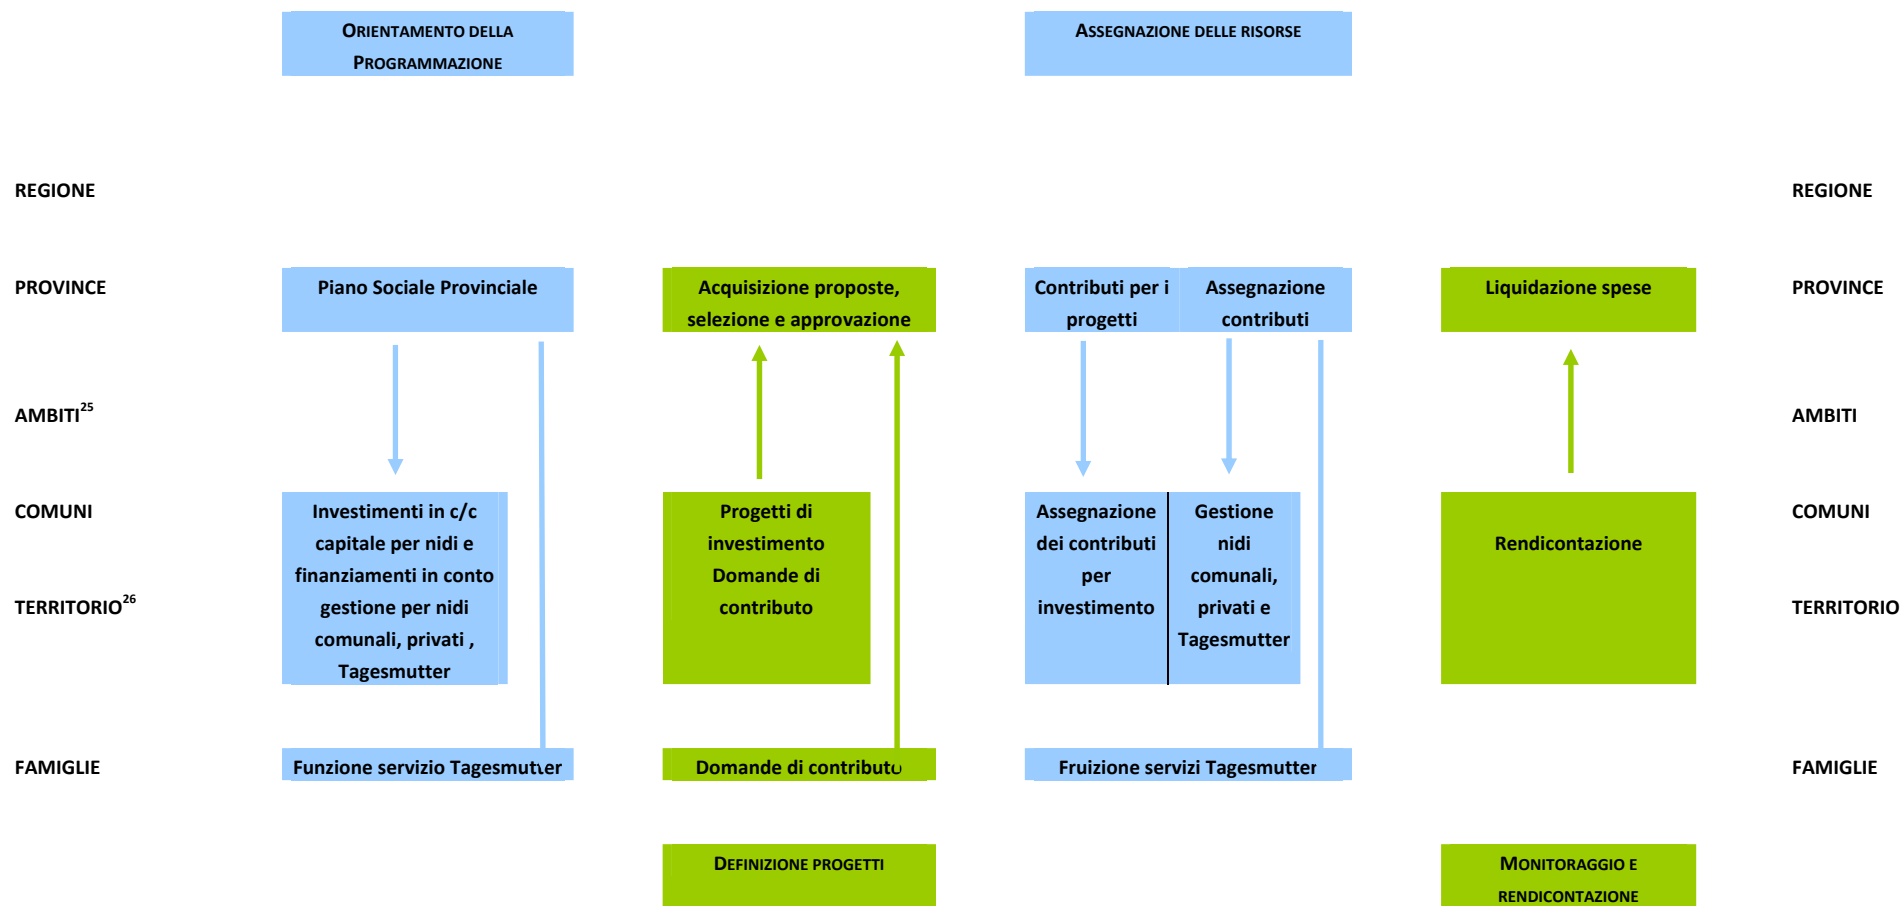 ORIENTAMENTO DELLA
PROGRAMMAZIONE
ASSEGNAZIONE DELLE RISORSE
REGIONE
REGIONE
PROVINCE
Piano Sociale Provinciale
Acquisizione proposte,
selezione e approvazione
Contributi per i
progetti
Assegnazione
contributi
Liquidazione spese
PROVINCE
AMBITI25
AMBITI
COMUNI
Investimenti in c/c
capitale per nidi e
finanziamenti in conto
gestione per nidi
comunali, privati ,
Tagesmutter
Progetti di
investimento
Domande di
contributo
Assegnazione
dei contributi
per
investimento
Gestione
nidi
comunali,
privati e
Tagesmutter
Rendicontazione
COMUNI
TERRITORIO26
TERRITORIO
FAMIGLIE
Funzione servizio Tagesmutter
Domande di contributo
Fruizione servizi Tagesmutter
FAMIGLIE
DEFINIZIONE PROGETTI
MONITORAGGIO E
RENDICONTAZIONE